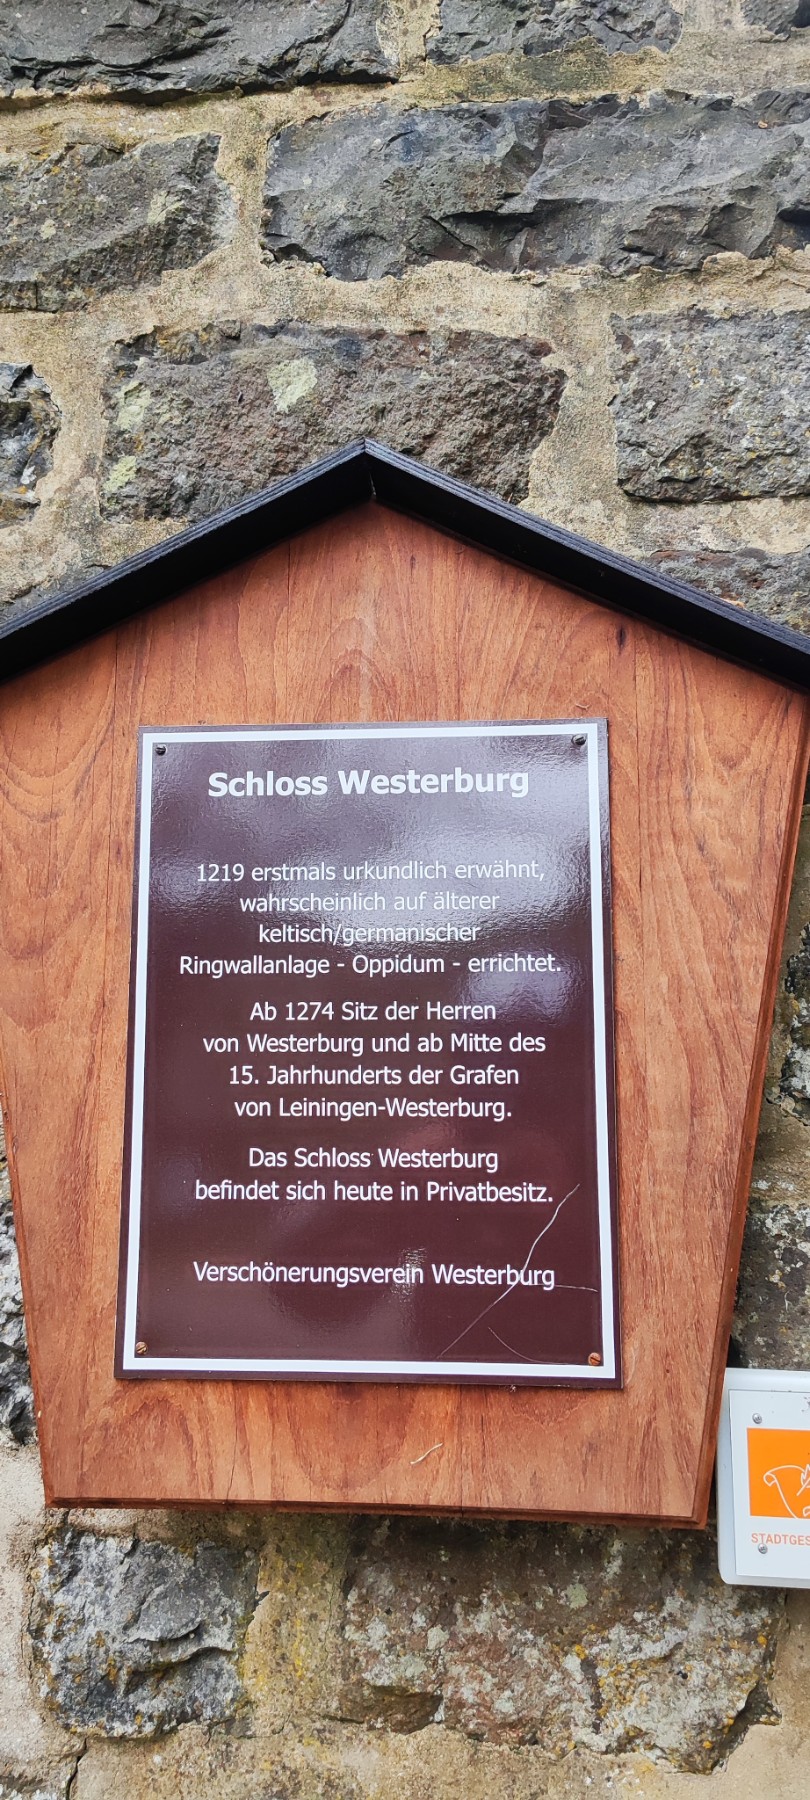 Schloss Westerburg
1219 erstmals urkundlich erwähnt,
wahrscheinlich auf älterer
keltisch/germanischer
Ringwallanlage - Oppidum - errichtet.
Ab 1274 Sitz der Herren
von Westerburg und ab Mitte des
15. Jahrhunderts der Grafen
von Leiningen-Westerburg.
Das Schloss Westerburg
befindet sich heute in Privatbesitz.
Verschönerungsverein Westerburg